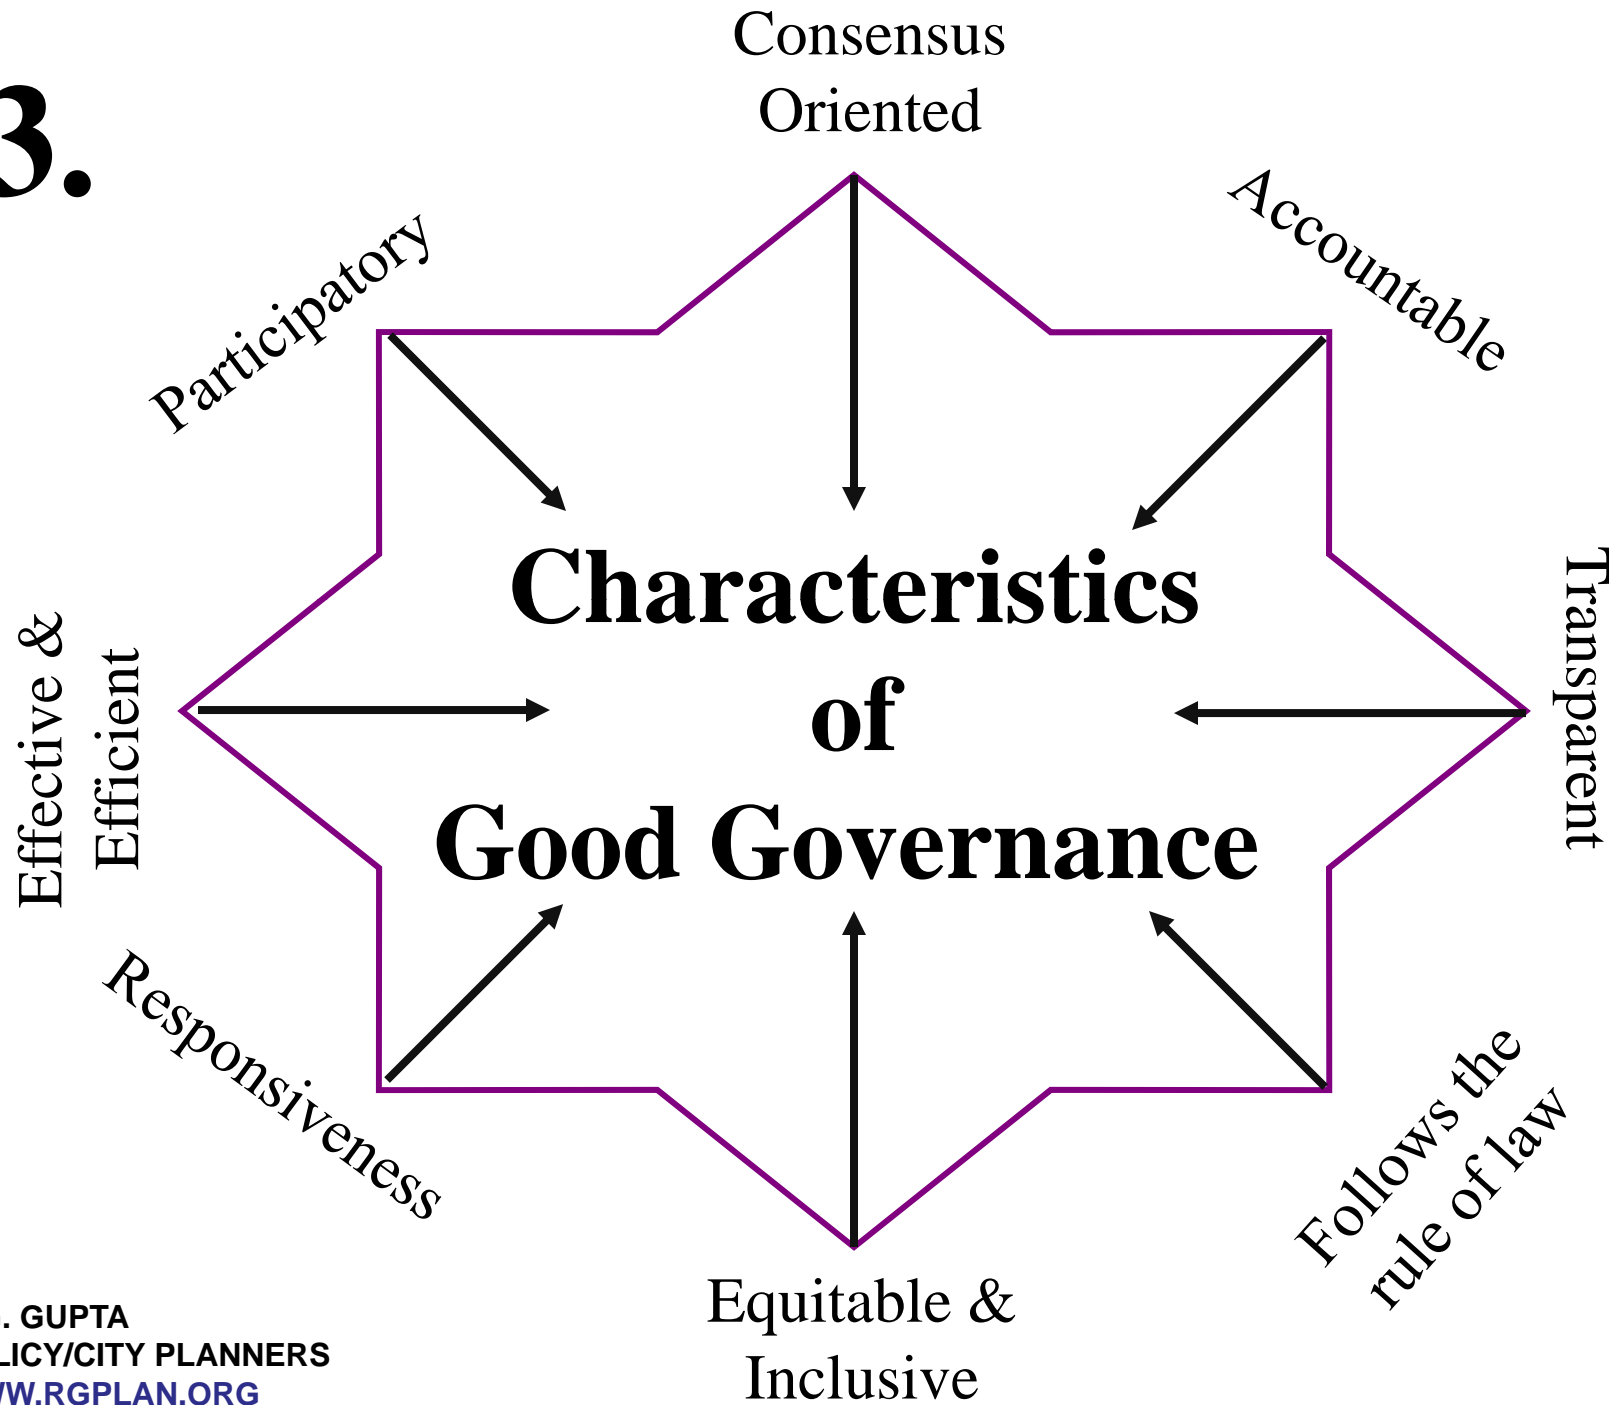 3.
Consensus
Oriented
Accountable
Transparent
Follows the
rule of law
Equitable &
Inclusive
Responsiveness
Effective &
Efficient
Participatory
Characteristics
of
Good Governance
. GUPTA
LICY/CITY PLANNERS
WW.RGPLAN.ORG